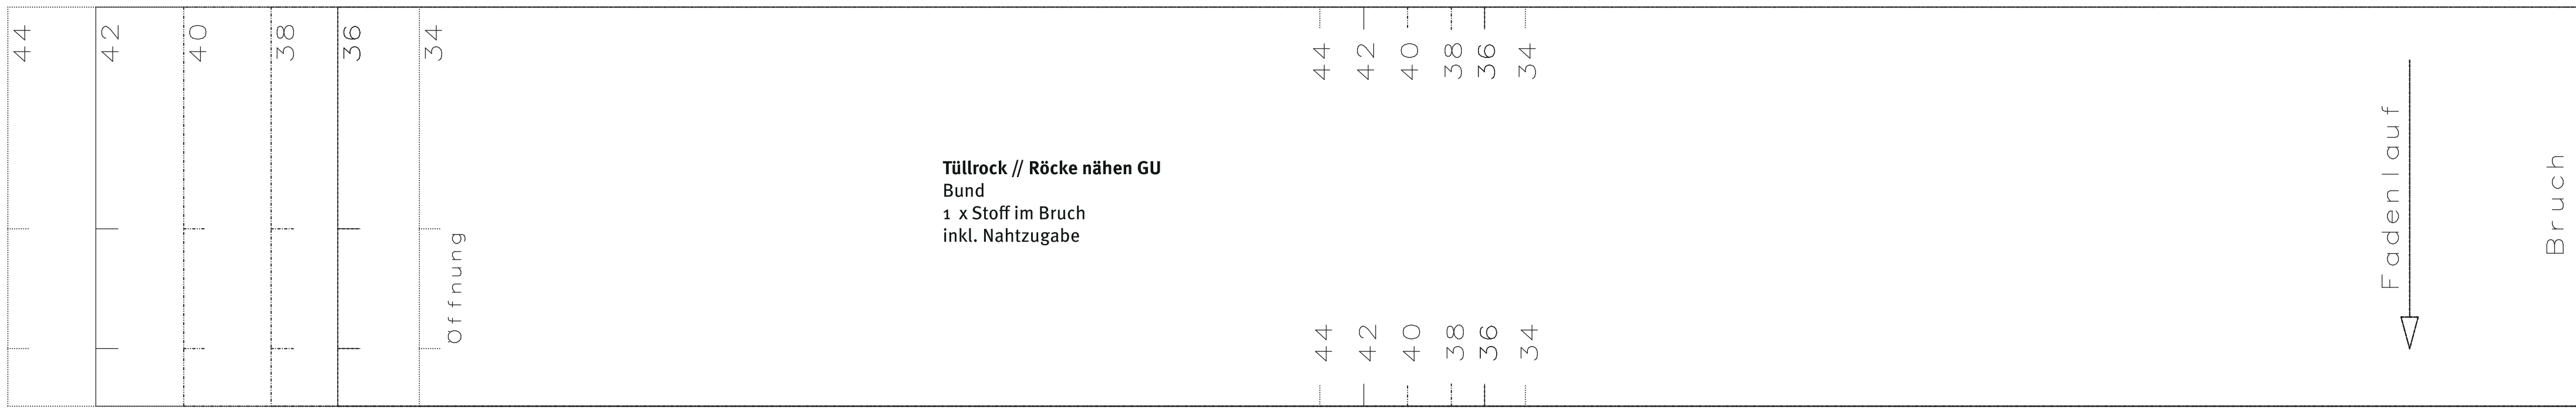 44
42
40
38
36
34
44
42
40
38
36
34
Tüllrock // Röcke nähen GU
Bund
1 x Stoff im Bruch
inkl. Nahtzugabe
öffnung
44
42
40
38
36
34
Fadenlauf
Bruch